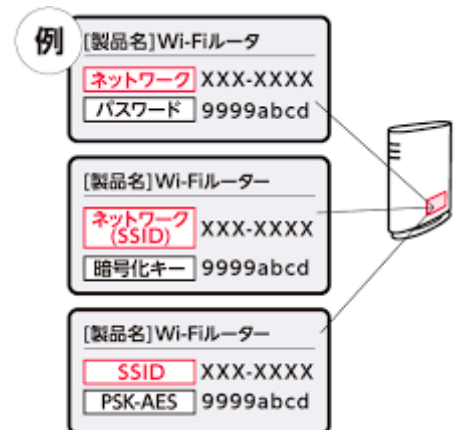 例
[製品名]Wi-Fiルータ
ネットワーク XXX-XXXX
パスワード 9999abcd
[製品名]Wi-Fiルーター
ネットワーク
(SSID) XXX-XXXX
暗号化キー 9999abcd
[製品名]Wi-Fiルーター
SSID XXX-XXXX
PSK-AES 9999abcd